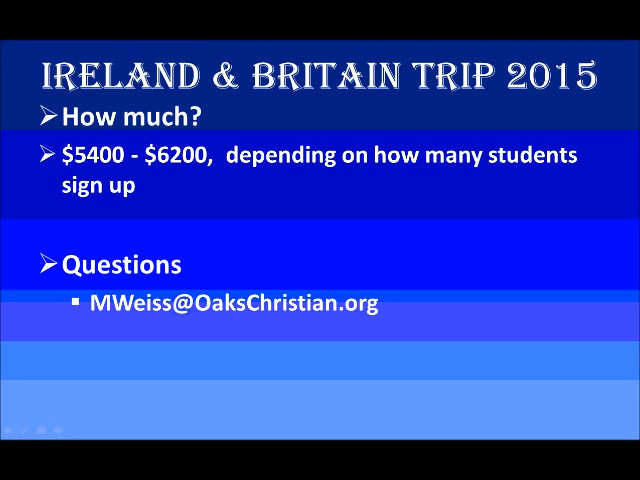 IRELAND & BRITAIN TRIP 2015
How much?
$5400 - $6200, depending on how many students
sign up
Questions
MWeiss@OaksChristian.org